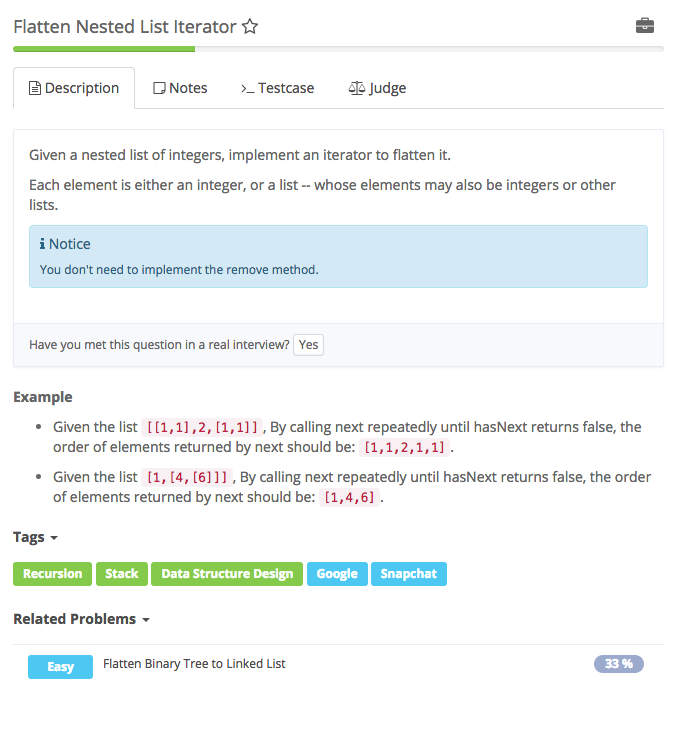 Flatten Nested List Iterator
Description
Notes
>_ Testcase
Judge
Given a nested list of integers, implement an iterator to flatten it.
Each element is either an integer, or a list -- whose elements may also be integers or other
lists.
Notice
You don't need to implement the remove method.
Have you met this question in a real interview? Yes
Example
• Given the list [[1,1],2,[1,1]] , By calling next repeatedly until hasNext returns false, the
order of elements returned by next should be: [1,1,2,1,1] .
• Given the list [1,[4,[6]]] , By calling next repeatedly until hasNext returns false, the order
of elements returned by next should be: [1,4,6] .
Tags
Recursion Stack Data Structure Design Google Snapchat
Related Problems
Easy Flatten Binary Tree to Linked List 33 %